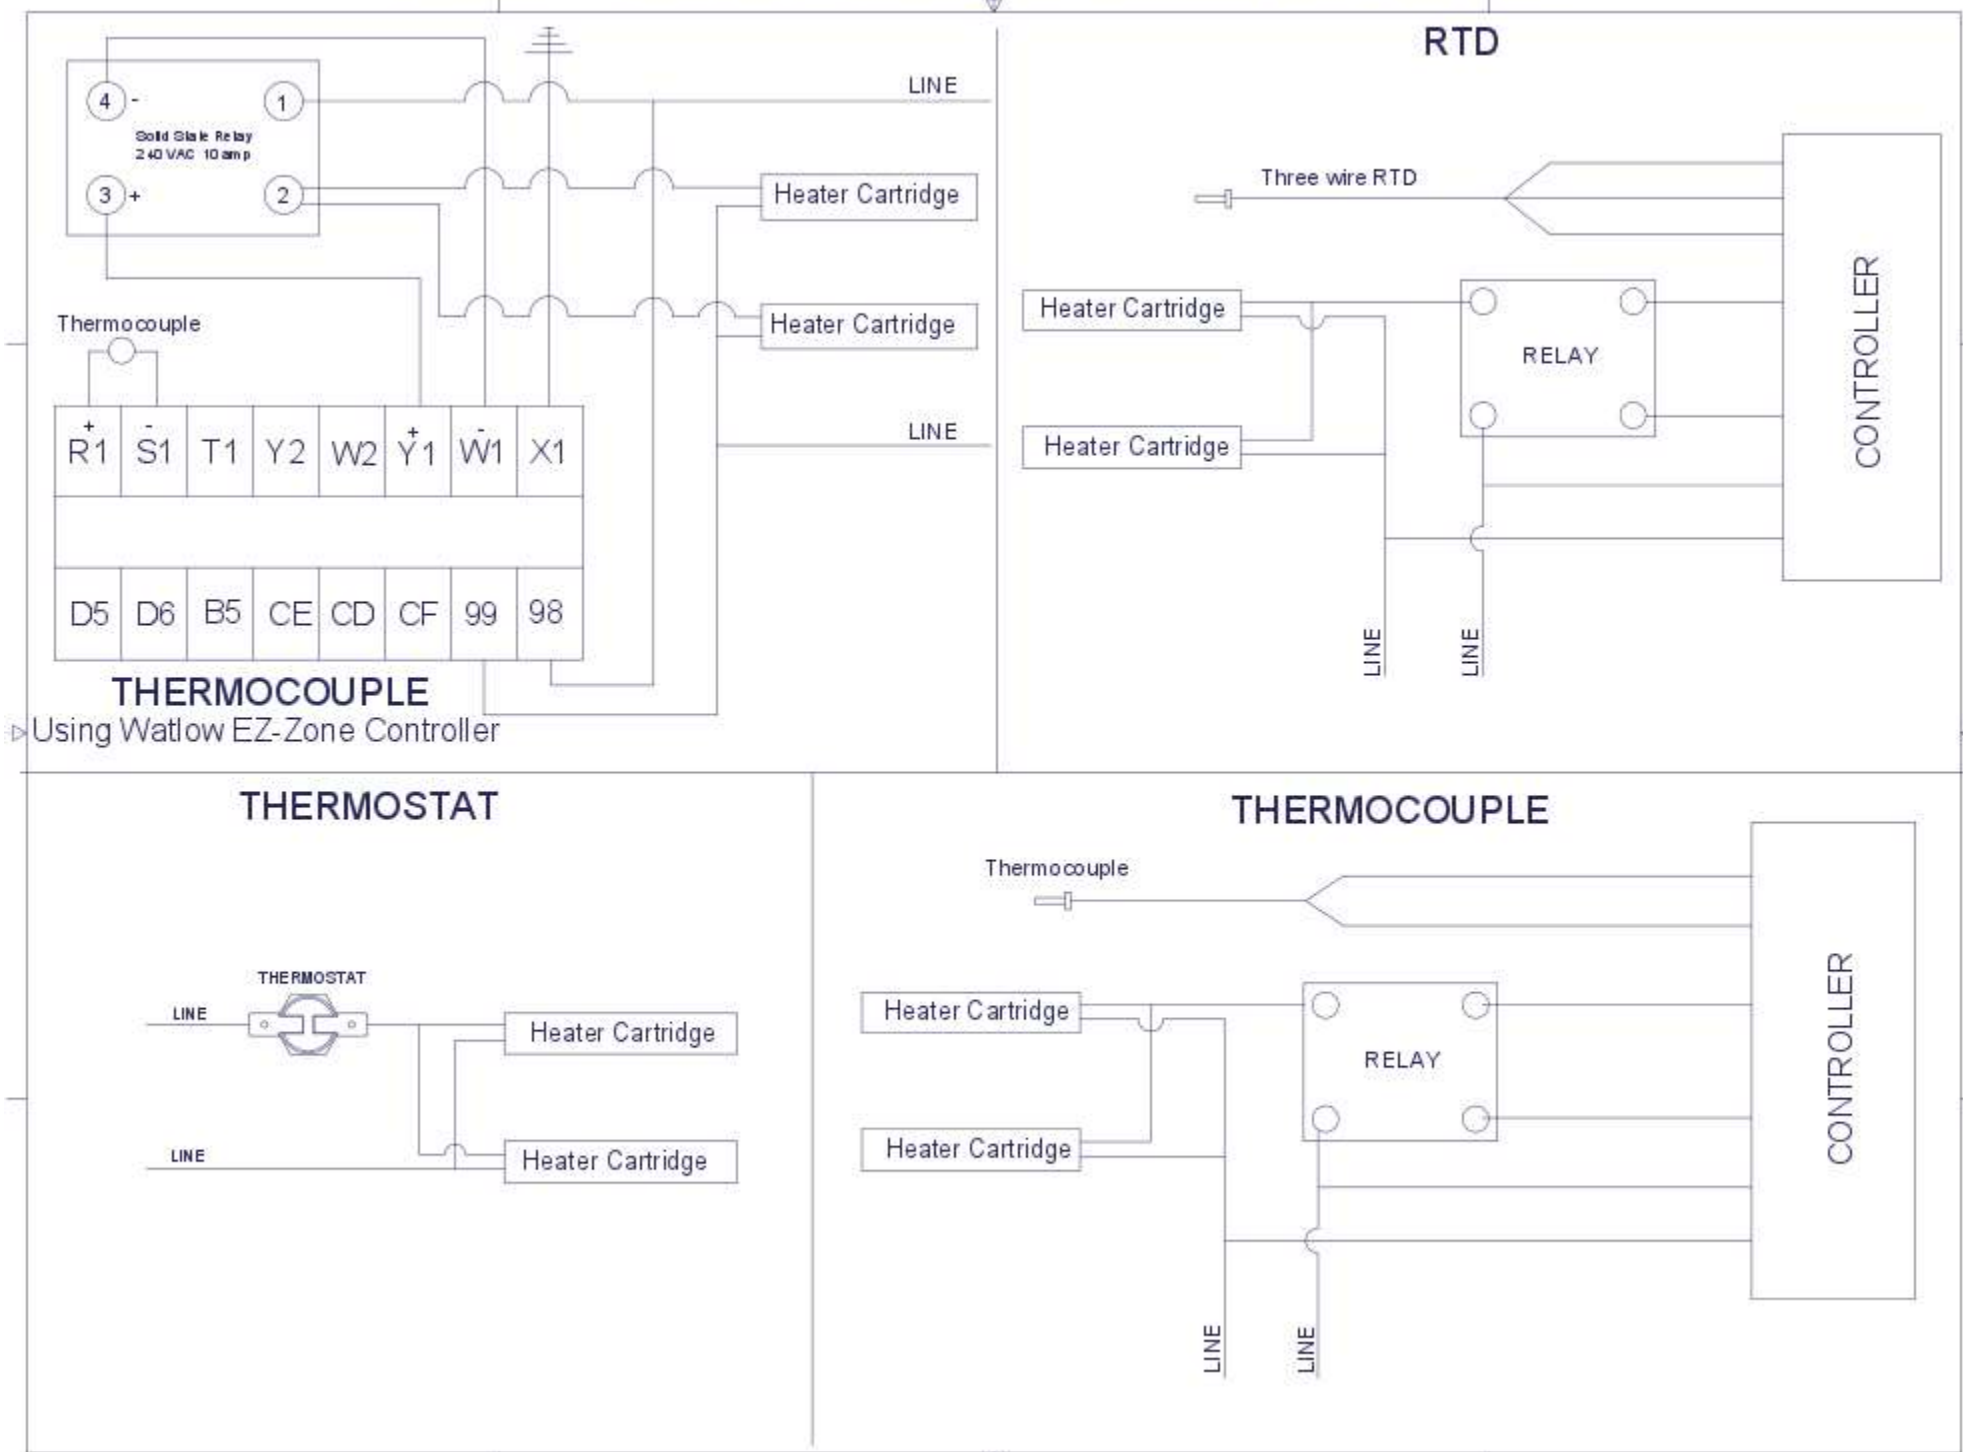 4 -
1
Solid State Relay
240 VAC 10 amp
3 +
2
LINE
Heater Cartridge
Heater Cartridge
LINE
Thermocouple
+ - + -
R1 S1 T1 Y2 W2 Y1 W1 X1
D5 D6 B5 CE CD CF 99 98
THERMOCOUPLE
Using Watlow EZ-Zone Controller
RTD
Three wire RTD
Heater Cartridge
Heater Cartridge
RELAY
CONTROLLER
LINE
LINE
THERMOSTAT
THERMOSTAT
LINE
Heater Cartridge
LINE
Heater Cartridge
THERMOCOUPLE
Thermocouple
Heater Cartridge
Heater Cartridge
RELAY
CONTROLLER
LINE
LINE